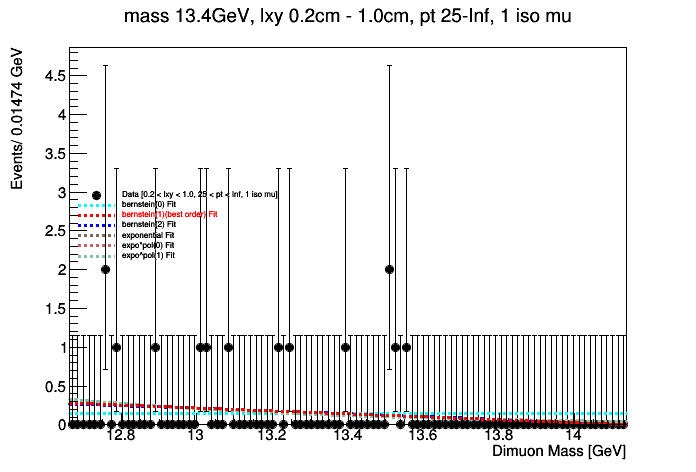 mass 13.4GeV, lxy 0.2cm - 1.0cm, pt 25-Inf, 1 iso mu
Events/ 0.01474 GeV
4.5
4
3.5
3
2.5
2
1.5
1
0.5
0
Data [0.2 < lxy < 1.0, 25 < pt < Inf, 1 iso mu]
bernstein(0) Fit
bernstein(1)(best order) Fit
bernstein(2) Fit
exponential Fit
expo*pol(0) Fit
expo*pol(1) Fit
12.8 13 13.2 13.4 13.6 13.8 14
Dimuon Mass [GeV]